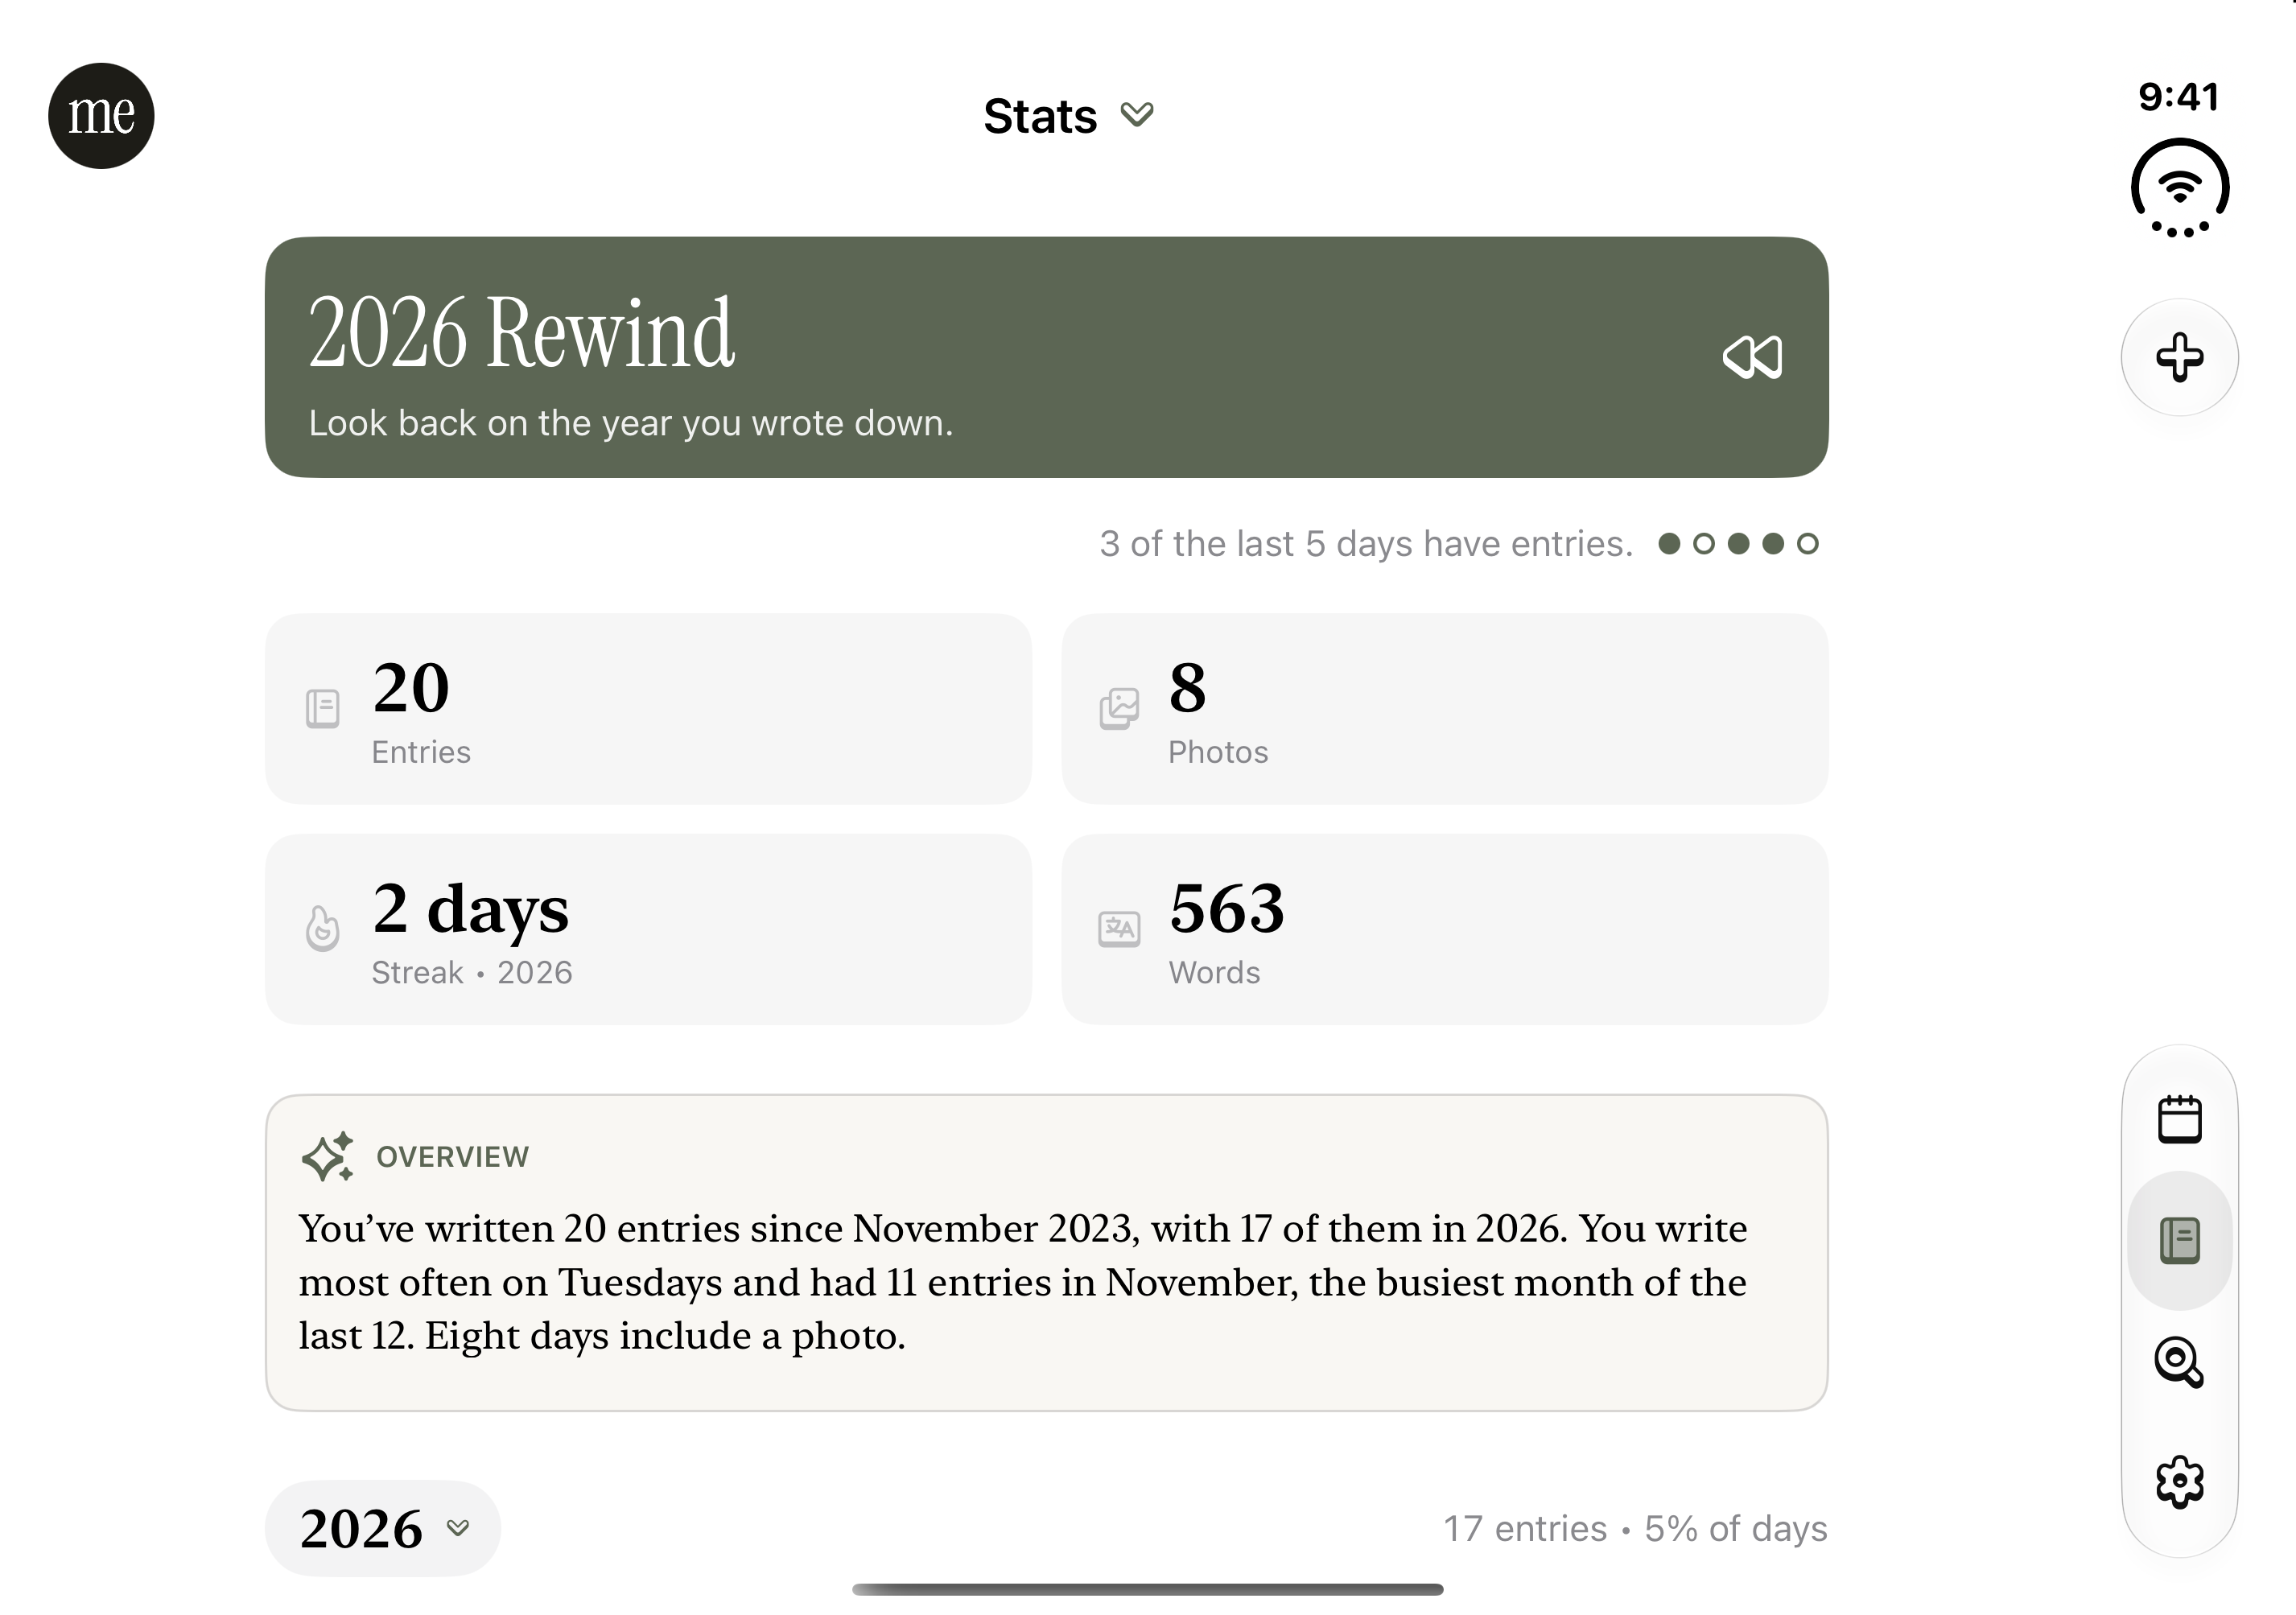 me
Stats
9:41
2026 Rewind
Look back on the year you wrote down.
3 of the last 5 days have entries.
20
Entries
8
Photos
2 days
Streak • 2026
563
Words
OVERVIEW
You’ve written 20 entries since November 2023, with 17 of them in 2026. You write
most often on Tuesdays and had 11 entries in November, the busiest month of the
last 12. Eight days include a photo.
2026
17 entries • 5% of days